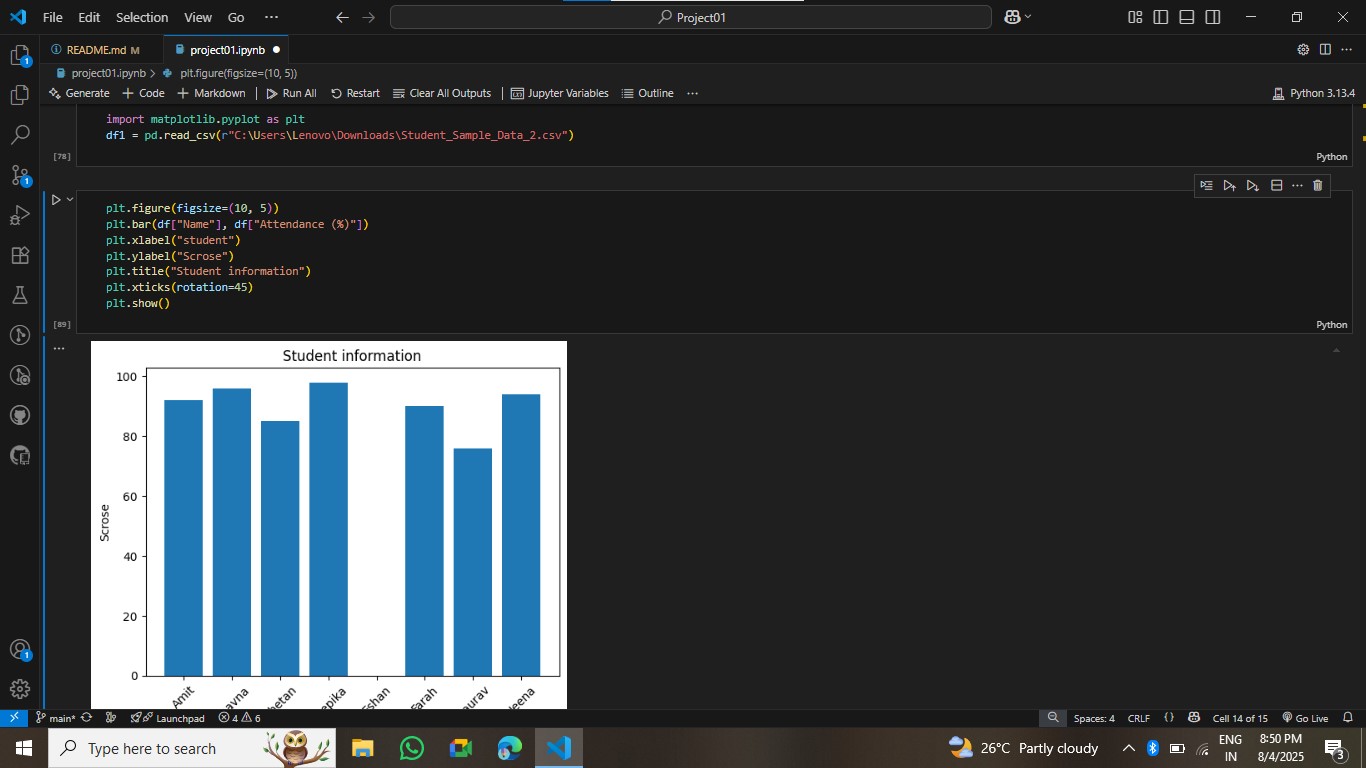 File Edit Selection View Go ··· Project01
README.md M project01.ipynb
project01.ipynb > plt.figure(figsize=(10, 5))
Generate + Code + Markdown Run All Restart Clear All Outputs Jupyter Variables Outline ··· Python 3.13.4
import matplotlib.pyplot as plt
df1 = pd.read_csv(r"C:\Users\Lenovo\Downloads\Student_Sample_Data_2.csv")
[78] Python
plt.figure(figsize=(10, 5))
plt.bar(df["Name"], df["Attendance (%)"])
plt.xlabel("student")
plt.ylabel("Scrose")
plt.title("Student information")
plt.xticks(rotation=45)
plt.show()
[89] Python
Student information
100
80
60
40
20
0
Scrose
Amit avna hetan epika Eshan Farah aurav Neena
main* Launchpad 4 6 Spaces: 4 CRLF {} Cell 14 of 15 Go Live
Type here to search 26°C Partly cloudy ENG 8:50 PM
IN 8/4/2025 3